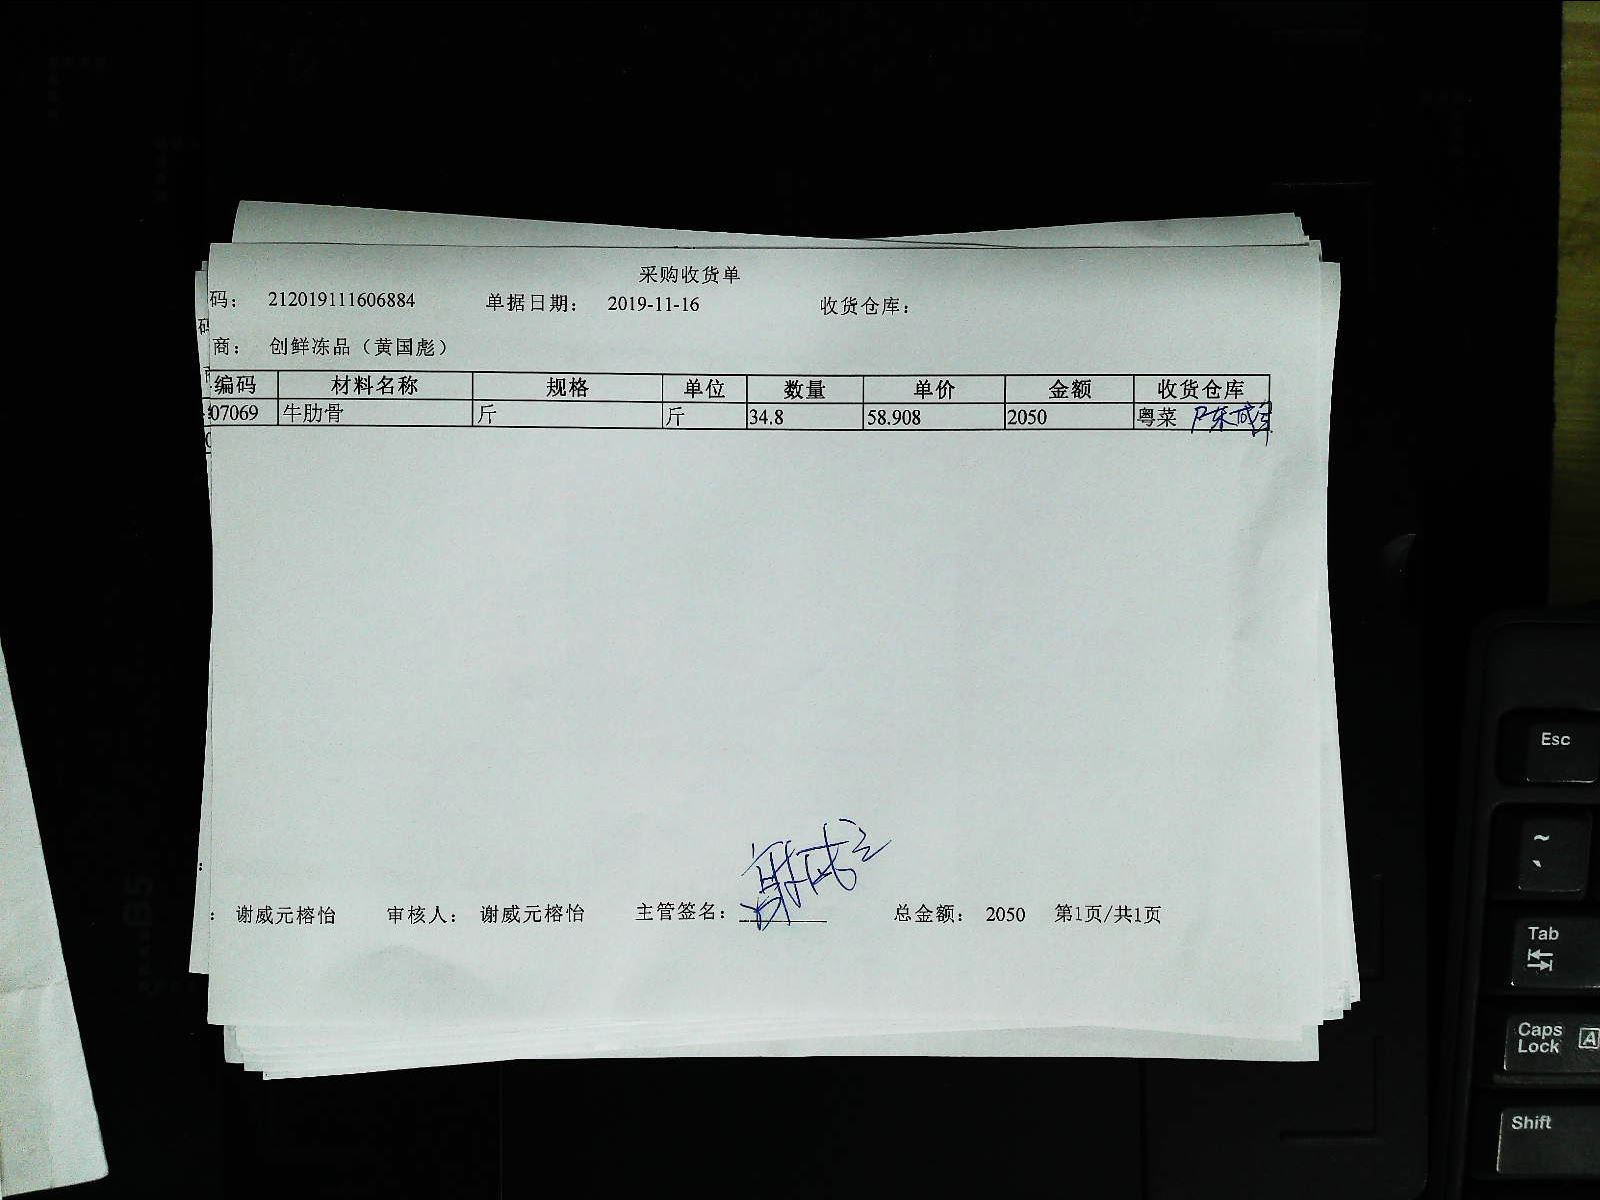 采购收货单
码： 212019111606884 单据日期： 2019-11-16 收货仓库：
商： 创鲜冻品（黄国彪）
编码 材料名称 规格 单位 数量 单价 金额 收货仓库
07069 牛肋骨 斤 斤 34.8 58.908 2050 粤菜
： 谢威元榕怡 审核人： 谢威元榕怡 主管签名： 总金额： 2050 第1页/共1页
Esc
~
`
Tab
Caps Lock A
Shift